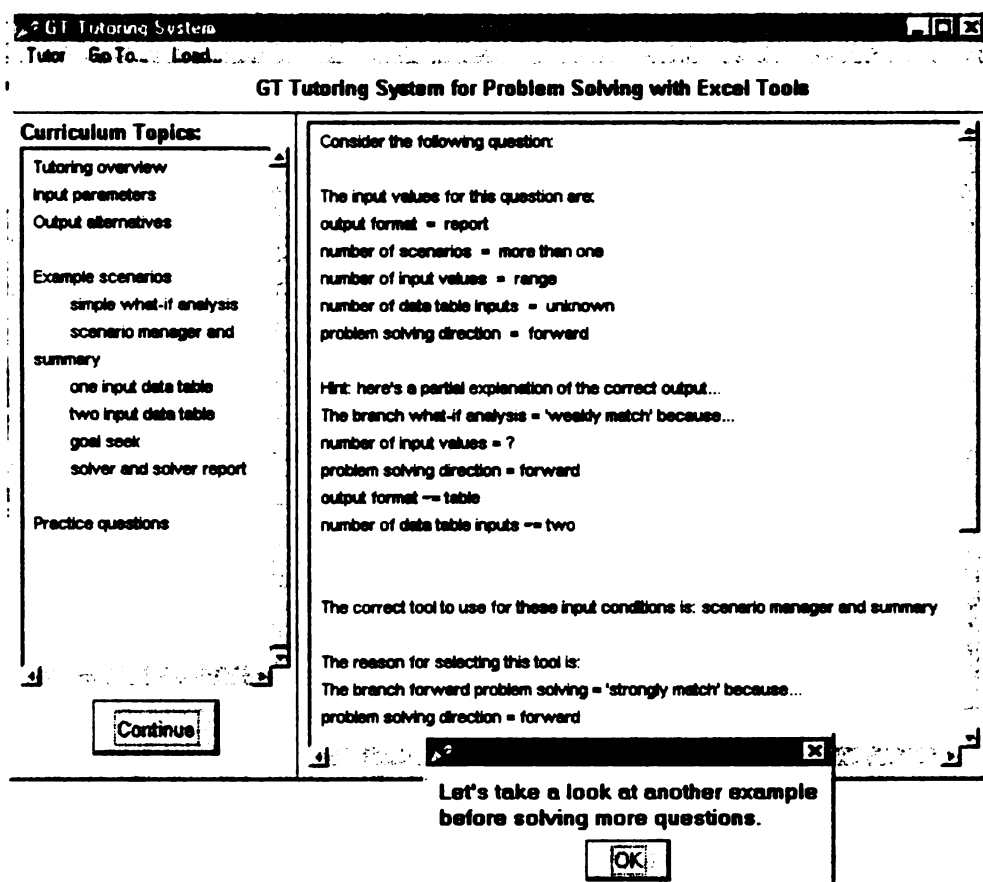 GT Tutoring System
Tutor Go To... Load...
GT Tutoring System for Problem Solving with Excel Tools
Curriculum Topics:
Tutoring overview
Input parameters
Output alternatives
Example scenarios
simple what-if analysis
scenario manager and
summary
one input data table
two input data table
goal seek
solver and solver report
Practice questions
Continue
Consider the following question:
The input values for this question are:
output format = report
number of scenarios = more than one
number of input values = range
number of data table inputs = unknown
problem solving direction = forward
Hint: here's a partial explanation of the correct output...
The branch what-if analysis = 'weakly match' because...
number of input values = ?
problem solving direction = forward
output format ~= table
number of data table inputs ~= two
The correct tool to use for these input conditions is: scenario manager and summary
The reason for selecting this tool is:
The branch forward problem solving = 'strongly match' because...
problem solving direction = forward
Let's take a look at another example
before solving more questions.
OK